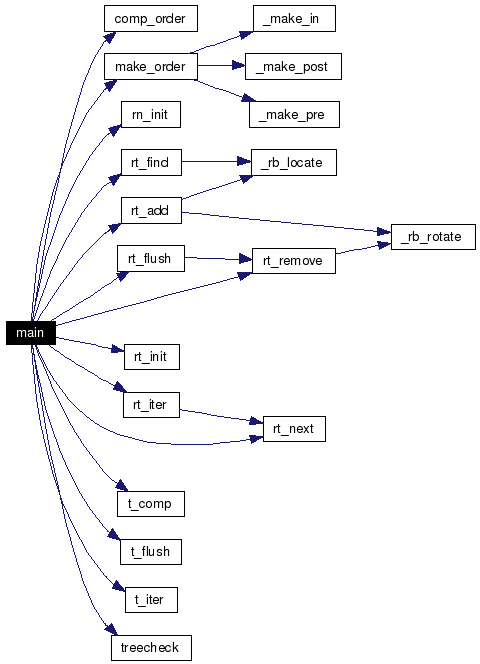 comp_order
_make_in
make_order
_make_post
rn_init
_make_pre
rt_find
_rb_locate
rt_add
_rb_rotate
rt_flush
rt_remove
main
rt_init
rt_iter
rt_next
t_comp
t_flush
t_iter
treecheck